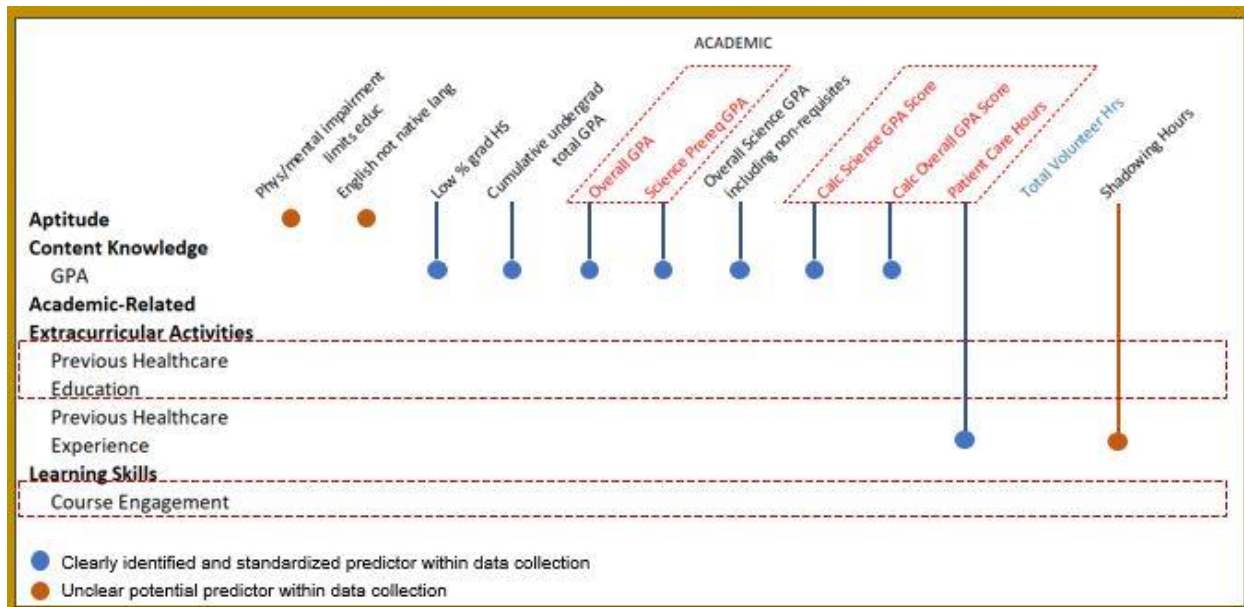 ACADEMIC
Phys/mental impairment
limits educ
English not native lang
Low % grad HS
Cumulative undergrad
total GPA
Overall GPA
Science Prereq GPA
Overall Science GPA
including non-requisites
Calc Science GPA Score
Calc Overall GPA Score
Patient Care Hours
Total Volunteer Hrs
Shadowing Hours
Aptitude
Content Knowledge
GPA
Academic-Related
Extracurricular Activities
Previous Healthcare
Education
Previous Healthcare
Experience
Learning Skills
Course Engagement
Clearly identified and standardized predictor within data collection
Unclear potential predictor within data collection